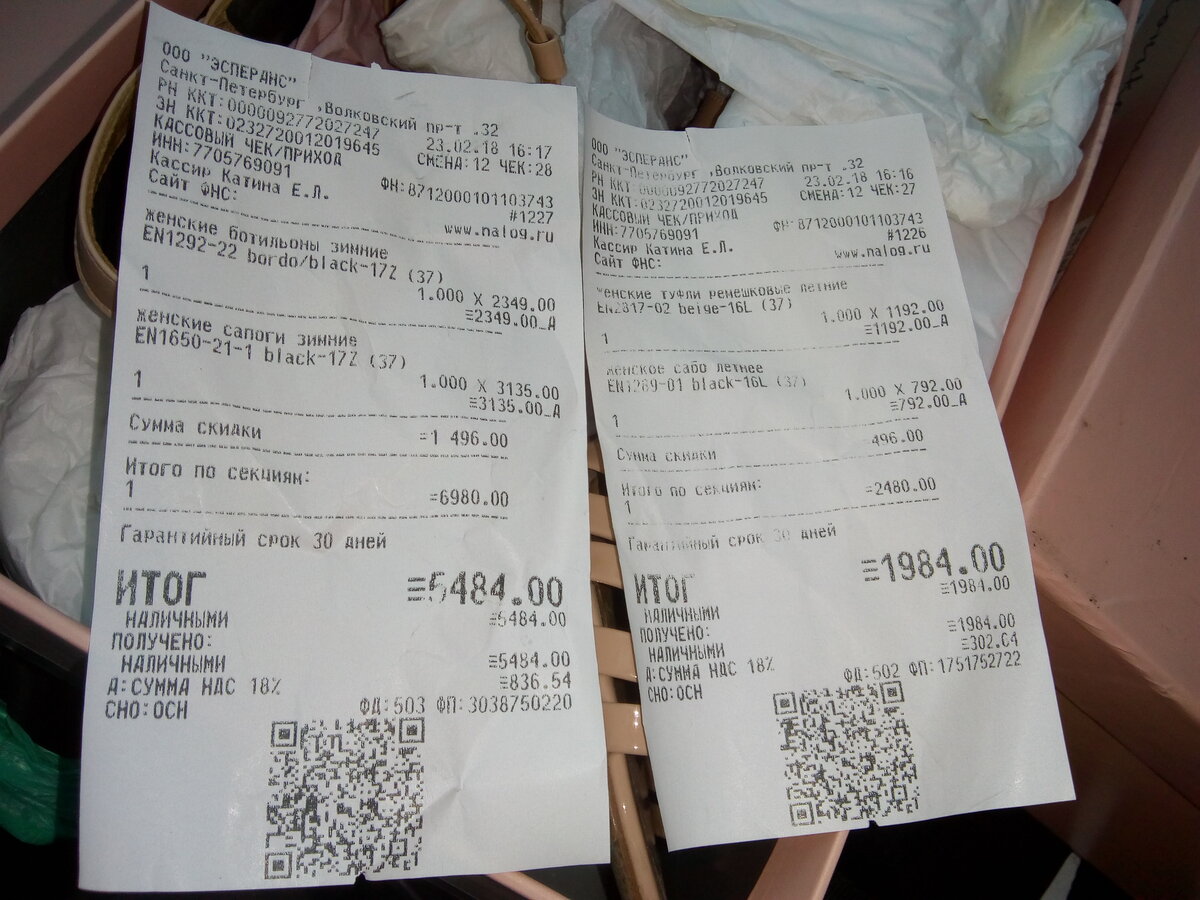 ООО "ЭСПЕРАНС"
Санкт-Петербург ,Волковский пр-т .32
РН ККТ:0000092772027247 23.02.18 16:17
ЗН ККТ:0232720012019645 СМЕНА:12 ЧЕК:28
КАССОВЫЙ ЧЕК/ПРИХОД
ИНН:7705769091 ФН:8712000101103743
Кассир Катина Е.Л. #1227
Сайт ФНС: www.nalog.ru
женские ботильоны зимние
EN1292-22 bordo/black-17Z (37)
1.000 X 2349.00
1 ≡2349.00_А
женские сапоги зимние
EN1650-21-1 black-17Z (37)
1.000 X 3135.00
1 ≡3135.00_А
Сумма скидки =1 496.00
Итого по секциям:
1 =6980.00
Гарантийный срок 30 дней
ИТОГ ≡5484.00
НАЛИЧНЫМИ ≡5484.00
ПОЛУЧЕНО:
НАЛИЧНЫМИ ≡5484.00
А:СУММА НДС 18% ≡836.54
СНО:ОСН ФД:503 ФП:3038750220
ООО "ЭСПЕРАНС"
Санкт-Петербург ,Волковский пр-т .32
РН ККТ:0000092772027247 23.02.18 16:16
ЗН ККТ:0232720012019645 СМЕНА:12 ЧЕК:27
КАССОВЫЙ ЧЕК/ПРИХОД
ИНН:7705769091 ФН:8712000101103743
Кассир Катина Е.Л. #1226
Сайт ФНС: www.nalog.ru
женские туфли ремешковые летние
EN2817-02 beige-16L (37)
1.000 X 1192.00
1 ≡1192.00_А
женское сабо летнее
EN1289-01 black-16L (37)
1.000 X 792.00
1 ≡792.00_А
Сумма скидки 496.00
Итого по секциям:
1 =2480.00
Гарантийный срок 30 дней
ИТОГ ≡1984.00
НАЛИЧНЫМИ ≡1984.00
ПОЛУЧЕНО:
НАЛИЧНЫМИ ≡1984.00
А:СУММА НДС 18% ≡302.64
СНО:ОСН ФД:502 ФП:1751752722